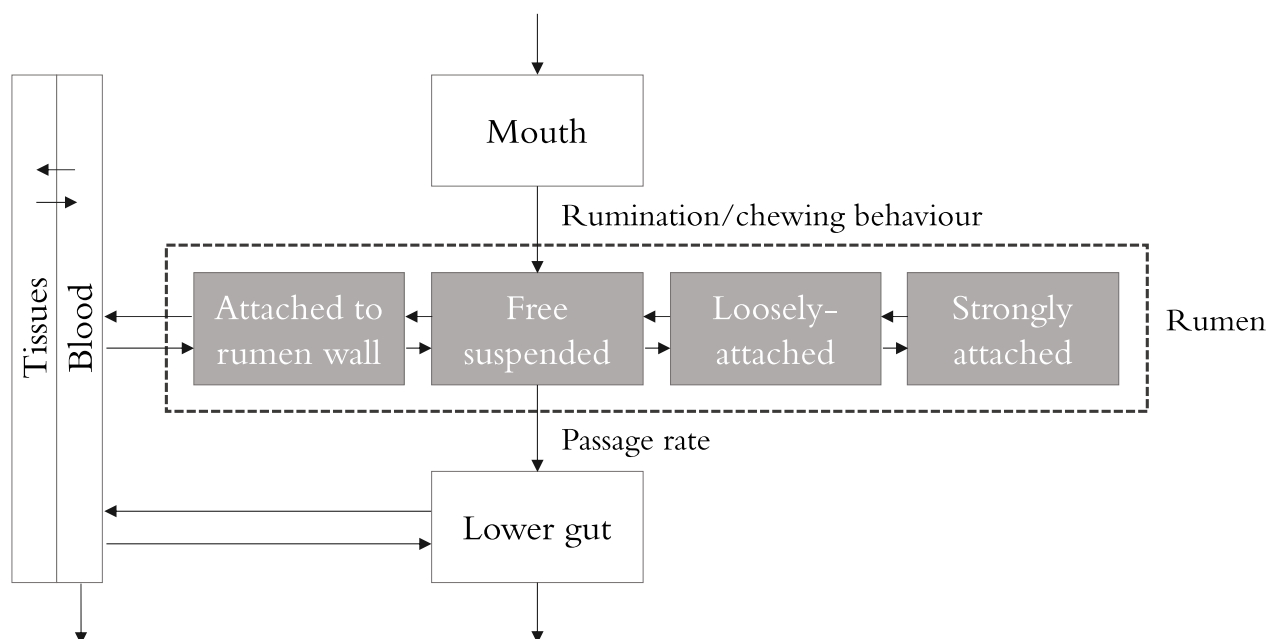 Mouth
Rumination/chewing behaviour
Tissues
Blood
Attached to
rumen wall
Free
suspended
Loosely-
attached
Strongly
attached
Rumen
Passage rate
Lower gut